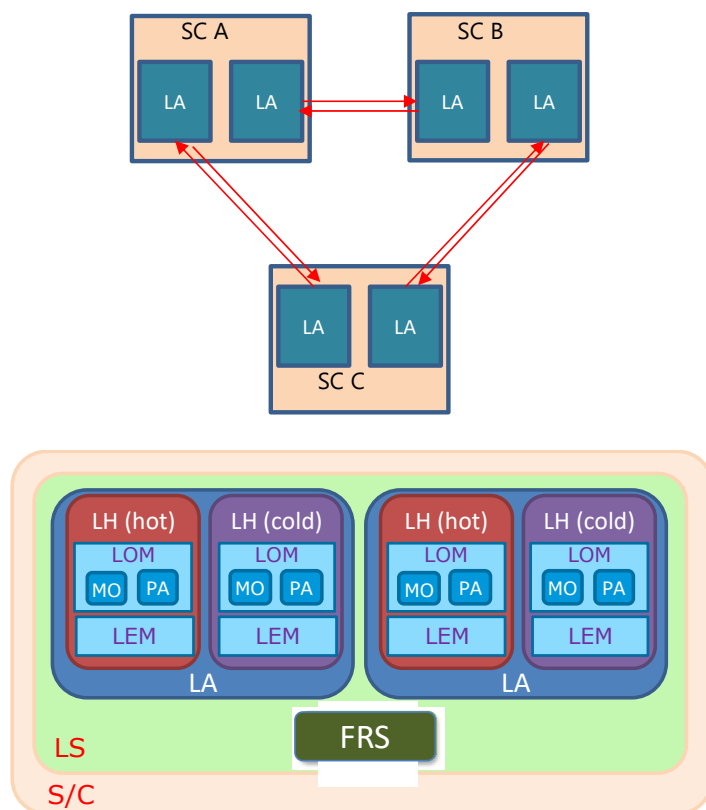 SC A
SC B
LA
LA
LA
LA
LA
LA
SC C
LH (hot)
LH (cold)
LH (hot)
LH (cold)
LOM
LOM
LOM
LOM
MO
PA
MO
PA
MO
PA
MO
PA
LEM
LEM
LEM
LEM
LA
LA
FRS
LS
S/C